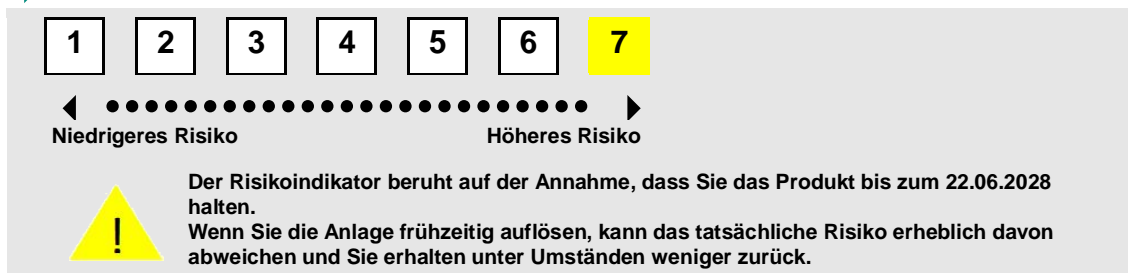 1 2 3 4 5 6 7
Niedrigeres Risiko Höheres Risiko
Der Risikoindikator beruht auf der Annahme, dass Sie das Produkt bis zum 22.06.2028
halten.
! Wenn Sie die Anlage frühzeitig auflösen, kann das tatsächliche Risiko erheblich davon
abweichen und Sie erhalten unter Umständen weniger zurück.